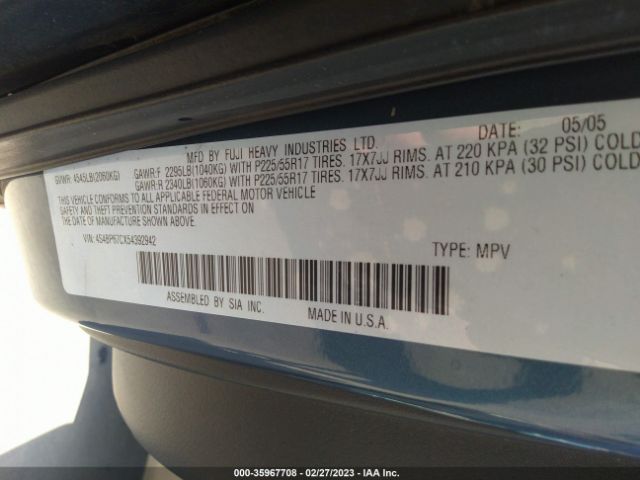 MFD BY FUJI HEAVY INDUSTRIES LTD. DATE: 05/05
GVWR: 4545LB(2060KG) GAWR:F 2295LB(1040KG) WITH P225/55R17 TIRES. 17X7JJ RIMS. AT 220 KPA (32 PSI) COLD
GAWR:R 2340LB(1060KG) WITH P225/55R17 TIRES. 17X7JJ RIMS. AT 210 KPA (30 PSI) COLD
THIS VEHICLE CONFORMS TO ALL APPLICABLE FEDERAL MOTOR VEHICLE
SAFETY AND THEFT PREVENTION STANDARDS IN EFFECT ON
THE DATE OF MANUFACTURE SHOWN ABOVE.
VIN: 4S4BP67CX54392942 TYPE: MPV
ASSEMBLED BY SIA INC. MADE IN U.S.A.
000-35967708 - 02/27/2023 - IAA Inc.